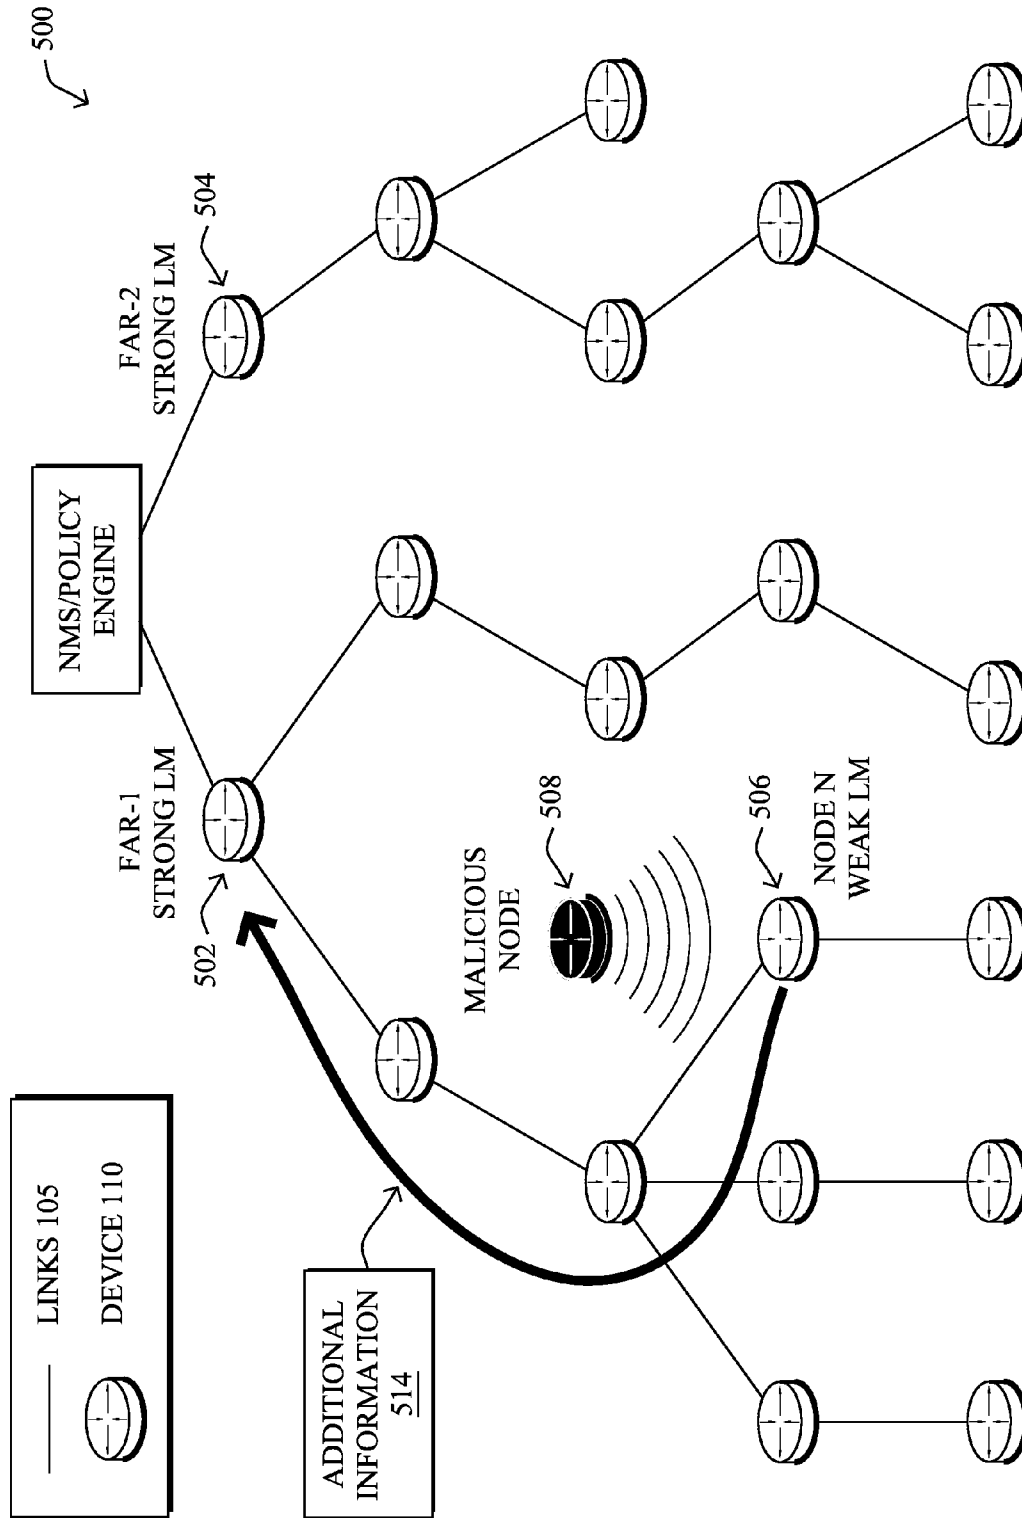 LINKS 105
DEVICE 110
500
NMS/POLICY
ENGINE
FAR-1
STRONG LM
502
FAR-2
STRONG LM
504
ADDITIONAL
INFORMATION
514
MALICIOUS
NODE
508
506
NODE N
WEAK LM